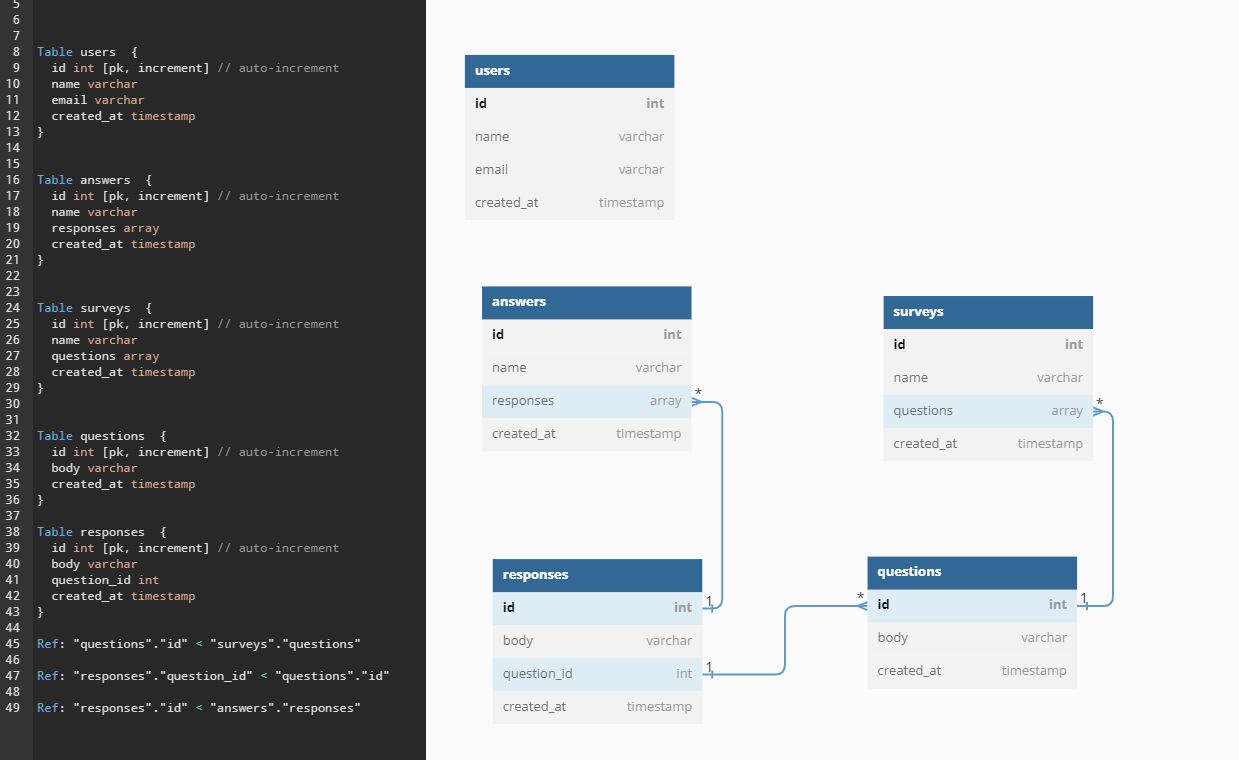 5
6
7
8 Table users {
9 id int [pk, increment] // auto-increment
10 name varchar
11 email varchar
12 created_at timestamp
13 }
14
15
16 Table answers {
17 id int [pk, increment] // auto-increment
18 name varchar
19 responses array
20 created_at timestamp
21 }
22
23
24 Table surveys {
25 id int [pk, increment] // auto-increment
26 name varchar
27 questions array
28 created_at timestamp
29 }
30
31
32 Table questions {
33 id int [pk, increment] // auto-increment
34 body varchar
35 created_at timestamp
36 }
37
38 Table responses {
39 id int [pk, increment] // auto-increment
40 body varchar
41 question_id int
42 created_at timestamp
43 }
44
45 Ref: "questions"."id" < "surveys"."questions"
46
47 Ref: "responses"."question_id" < "questions"."id"
48
49 Ref: "responses"."id" < "answers"."responses"
users
id int
name varchar
email varchar
created_at timestamp
answers
id int
name varchar
responses array *
created_at timestamp
surveys
id int
name varchar
questions array *
created_at timestamp
responses
id int 1
body varchar
question_id int 1
created_at timestamp
questions
* id int 1
body varchar
created_at timestamp